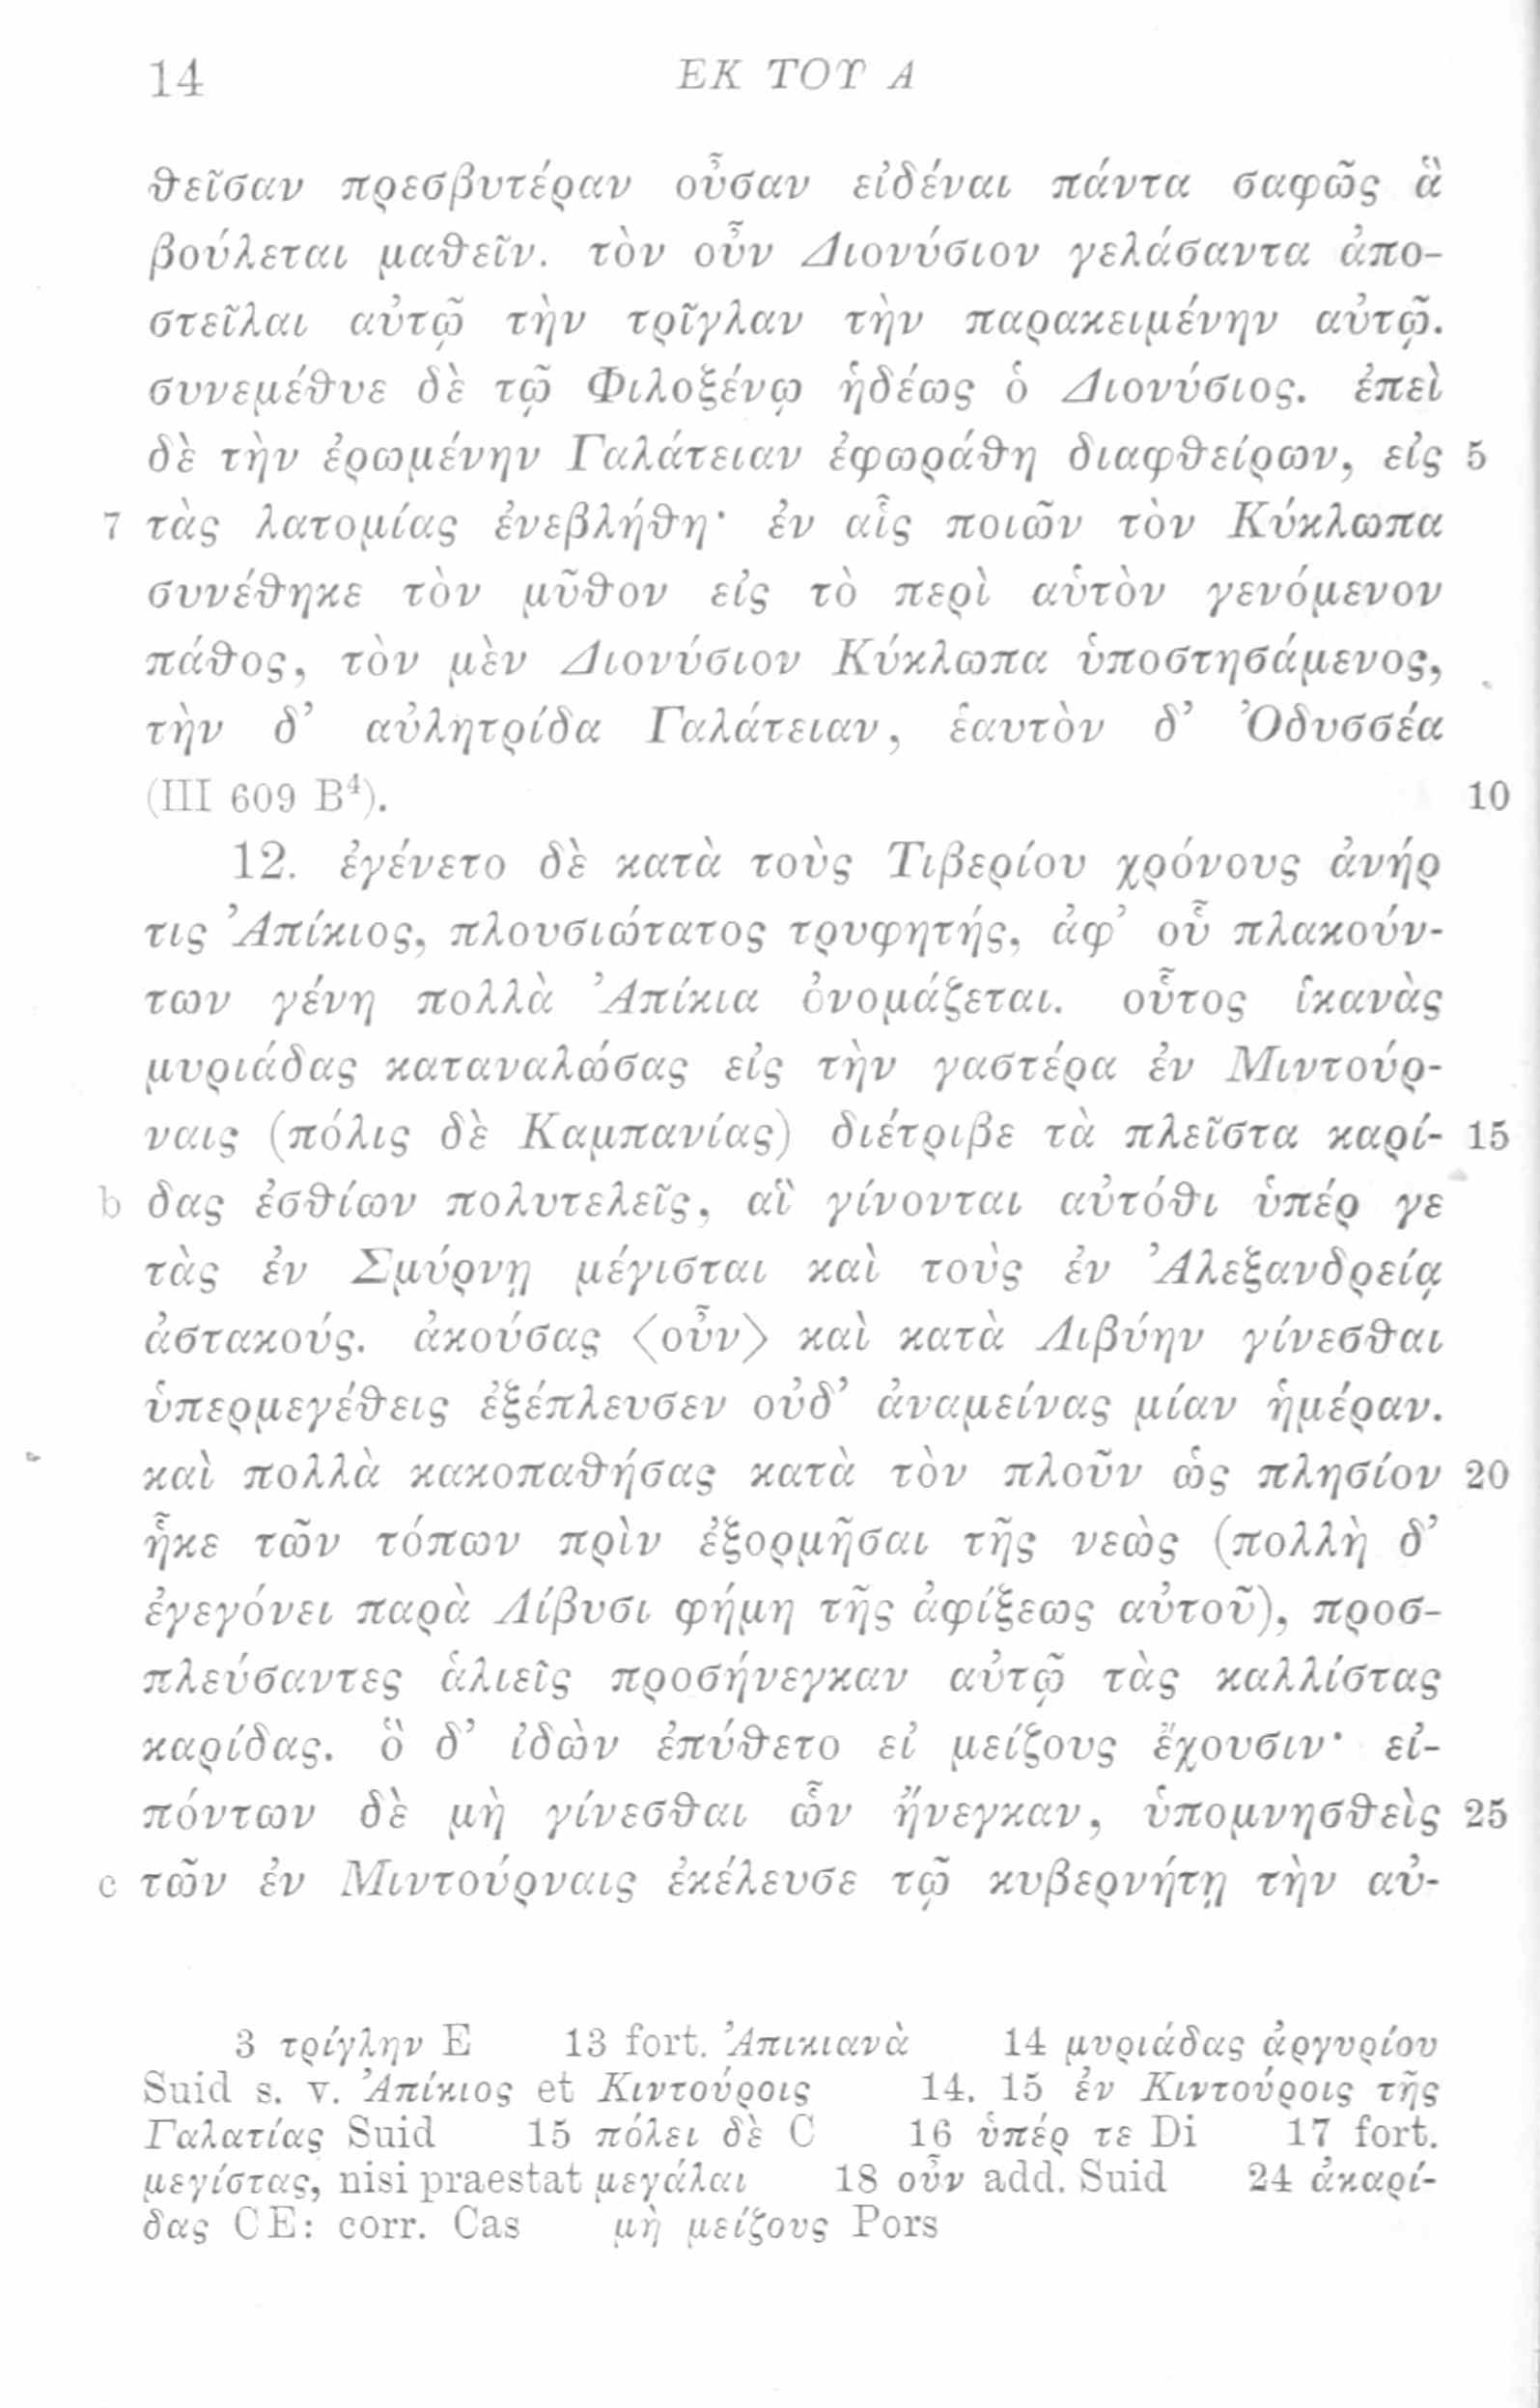 14 ΕΚ ΤΟΥ Α
θεῖσαν πρεσβυτέραν οὖσαν εἰδέναι πάντα σαφῶς ἃ
βούλεται μαθεῖν. τὸν οὖν Διονύσιον γελάσαντα ἀπο-
στεῖλαι αὐτῷ τὴν τρῖγλαν τὴν παρακειμένην αὐτῷ.
συνεμέθυε δὲ τῷ Φιλοξένῳ ἡδέως ὁ Διονύσιος. ἐπεὶ
δὲ τὴν ἐρωμένην Γαλάτειαν ἐφωράθη διαφθείρων, εἰς 5
7 τὰς λατομίας ἐνεβλήθη· ἐν αἷς ποιῶν τὸν Κύκλωπα
συνέθηκε τὸν μῦθον εἰς τὸ περὶ αὑτὸν γενόμενον
πάθος, τὸν μὲν Διονύσιον Κύκλωπα ὑποστησάμενος,
τὴν δ’ αὐλητρίδα Γαλάτειαν, ἑαυτὸν δ’ Ὀδυσσέα
(III 609 B⁴). 10
12. ἐγένετο δὲ κατὰ τοὺς Τιβερίου χρόνους ἀνήρ
τις Ἀπίκιος, πλουσιώτατος τρυφητής, ἀφ’ οὗ πλακούν-
των γένη πολλὰ Ἀπίκια ὀνομάζεται. οὗτος ἱκανὰς
μυριάδας καταναλώσας εἰς τὴν γαστέρα ἐν Μιντούρ-
ναις (πόλις δὲ Καμπανίας) διέτριβε τὰ πλεῖστα καρί- 15
b δας ἐσθίων πολυτελεῖς, αἳ γίνονται αὐτόθι ὑπέρ γε
τὰς ἐν Σμύρνῃ μέγισται καὶ τοὺς ἐν Ἀλεξανδρείᾳ
ἀστακούς. ἀκούσας ⟨οὖν⟩ καὶ κατὰ Λιβύην γίνεσθαι
ὑπερμεγέθεις ἐξέπλευσεν οὐδ’ ἀναμείνας μίαν ἡμέραν.
καὶ πολλὰ κακοπαθήσας κατὰ τὸν πλοῦν ὡς πλησίον 20
ἧκε τῶν τόπων πρὶν ἐξορμῆσαι τῆς νεὼς (πολλὴ δ’
ἐγεγόνει παρὰ Λίβυσι φήμη τῆς ἀφίξεως αὐτοῦ), προσ-
πλεύσαντες ἁλιεῖς προσήνεγκαν αὐτῷ τὰς καλλίστας
καρίδας. ὃ δ’ ἰδὼν ἐπύθετο εἰ μείζους ἔχουσιν· εἰ-
πόντων δὲ μὴ γίνεσθαι ὧν ἤνεγκαν, ὑπομνησθεὶς 25
c τῶν ἐν Μιντούρναις ἐκέλευσε τῷ κυβερνήτῃ τὴν αὐ-
3 τρίγλην E 13 fort. Ἀπικιανὰ 14 μυριάδας ἀργυρίου
Suid s. v. Ἀπίκιος et Κιντούροις 14. 15 ἐν Κιντούροις τῆς
Γαλατίας Suid 15 πόλει δὲ C 16 ὑπέρ τε Di 17 fort.
μεγίστας, nisi praestat μεγάλαι 18 οὖν add. Suid 24 ἀκαρί-
δας CE: corr. Cas μὴ μείζους Pors